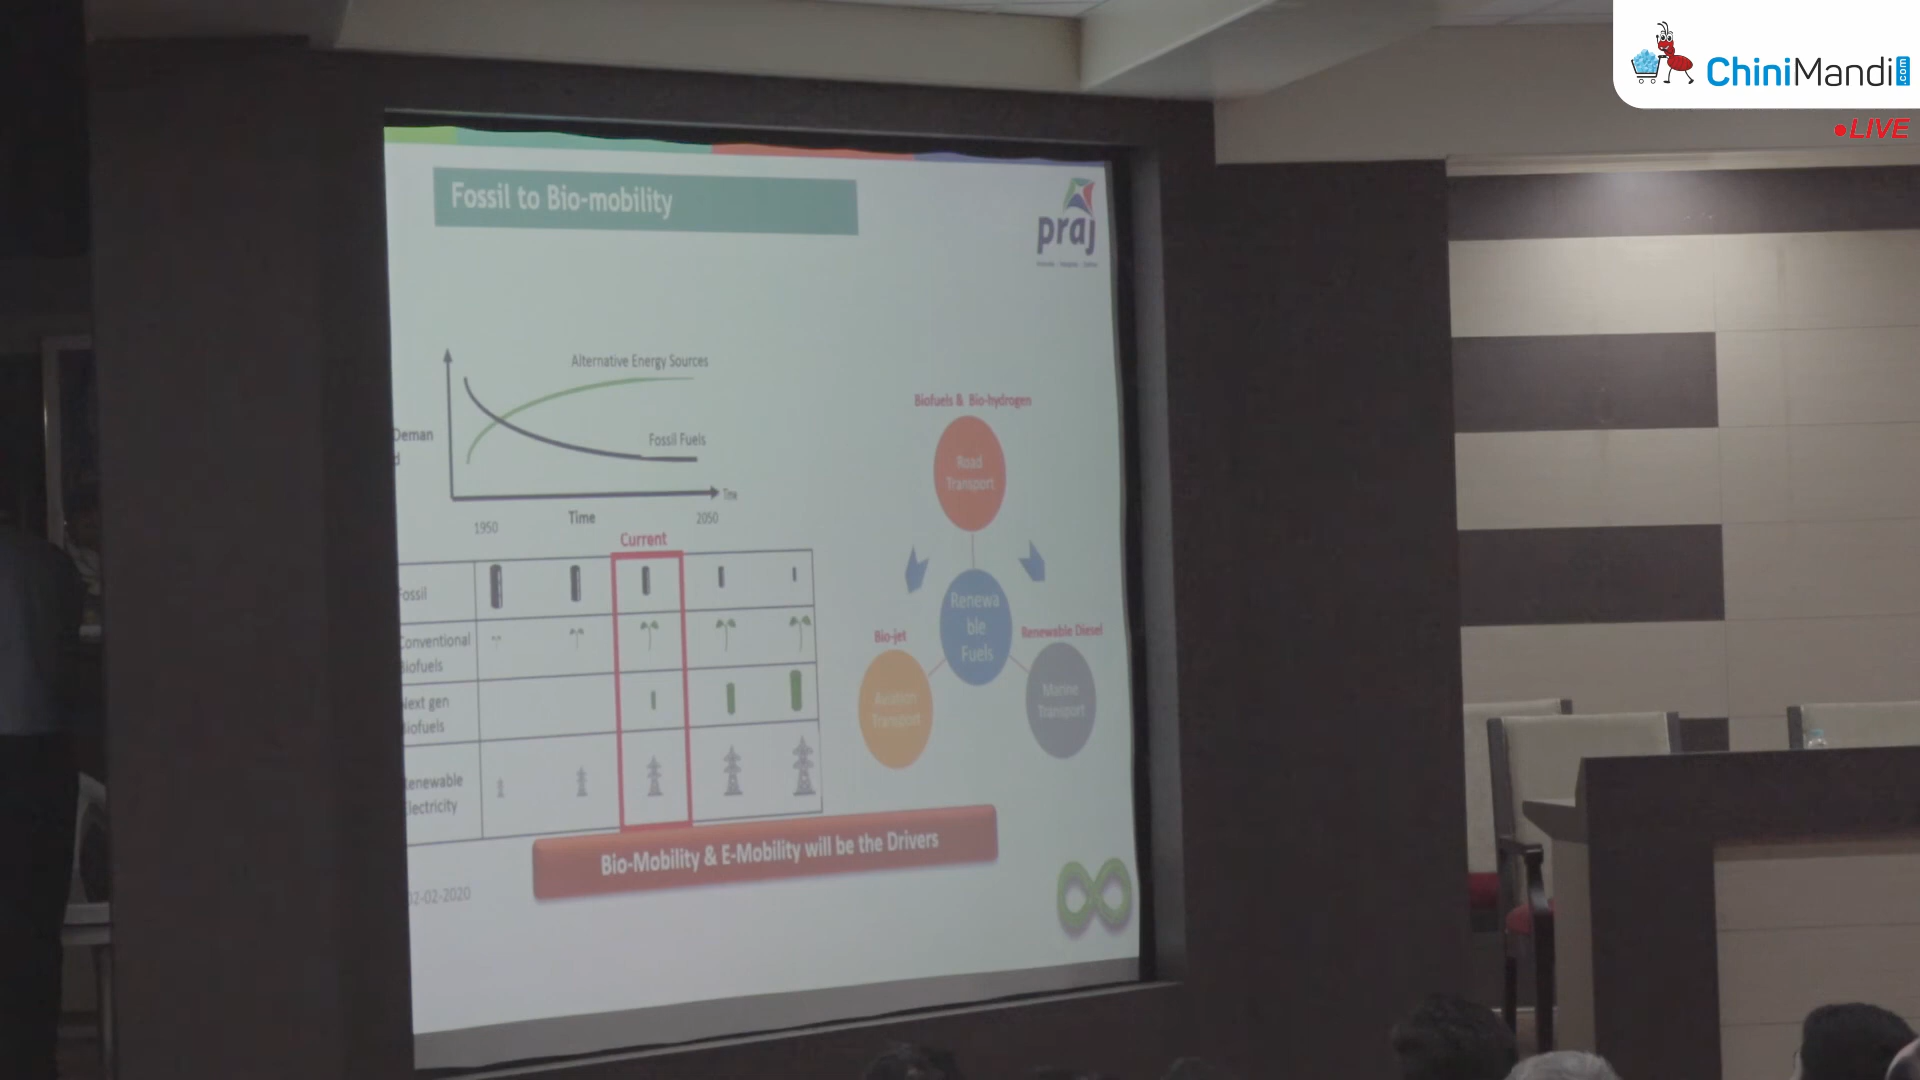 ChiniMandi.com
LIVE
Fossil to Bio-mobility
praj
Alternative Energy Sources
Fossil Fuels
Deman
d
Time
Time
1950
2050
Current
Fossil
Conventional
Biofuels
Next gen
Biofuels
Renewable
Electricity
Biofuels & Bio-hydrogen
Road
Transport
Renewa
ble
Fuels
Bio-jet
Aviation
Transport
Renewable Diesel
Marine
Transport
Bio-Mobility & E-Mobility will be the Drivers
02-02-2020